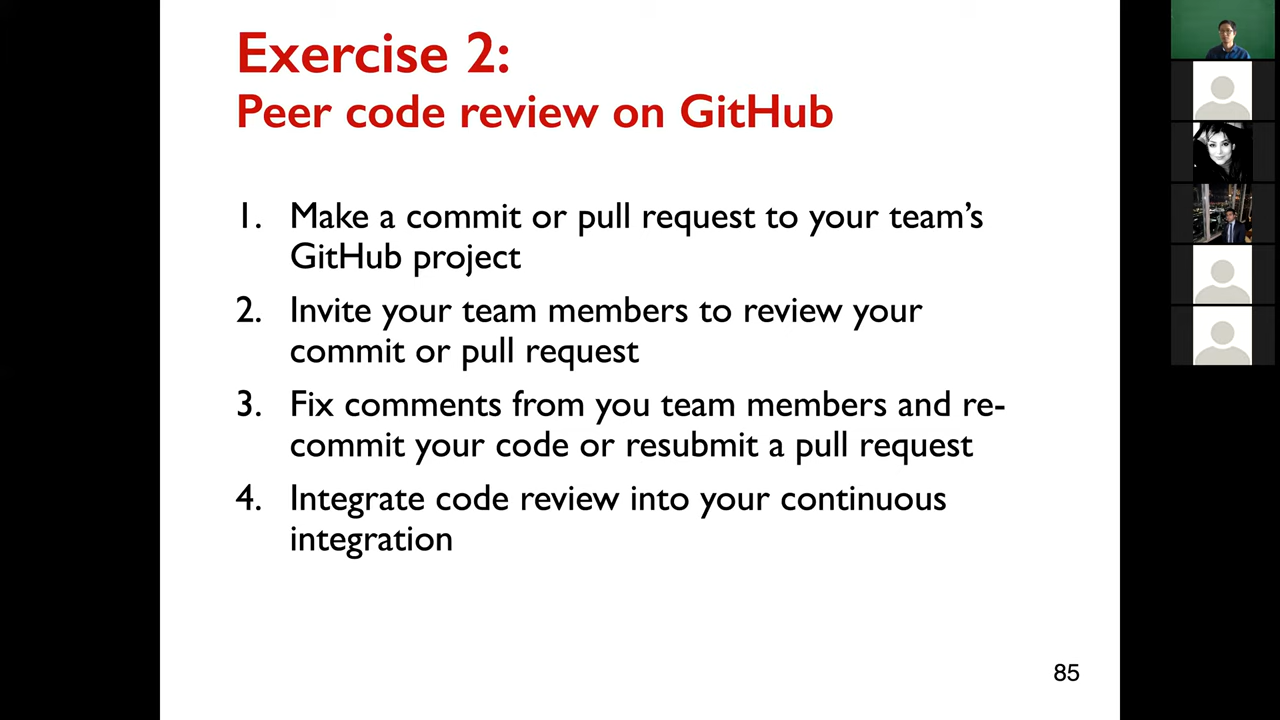 Exercise 2:
Peer code review on GitHub
1. Make a commit or pull request to your team’s
GitHub project
2. Invite your team members to review your
commit or pull request
3. Fix comments from you team members and re-
commit your code or resubmit a pull request
4. Integrate code review into your continuous
integration
85